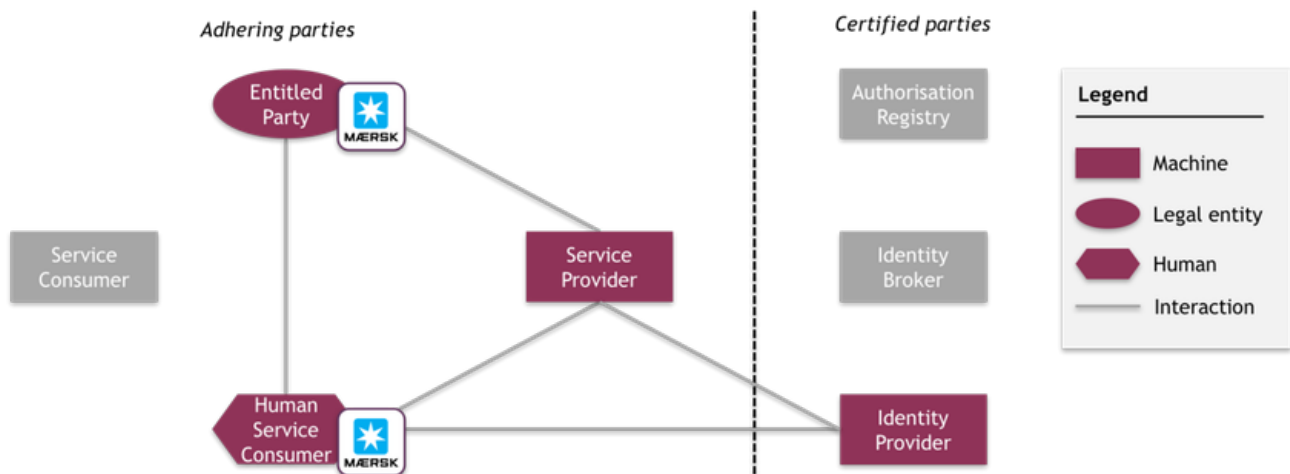 Adhering parties
Certified parties
Entitled
Party
MÆRSK
Authorisation
Registry
Legend
Machine
Legal entity
Human
Interaction
Service
Consumer
Service
Provider
Identity
Broker
Human
Service
Consumer
MÆRSK
Identity
Provider